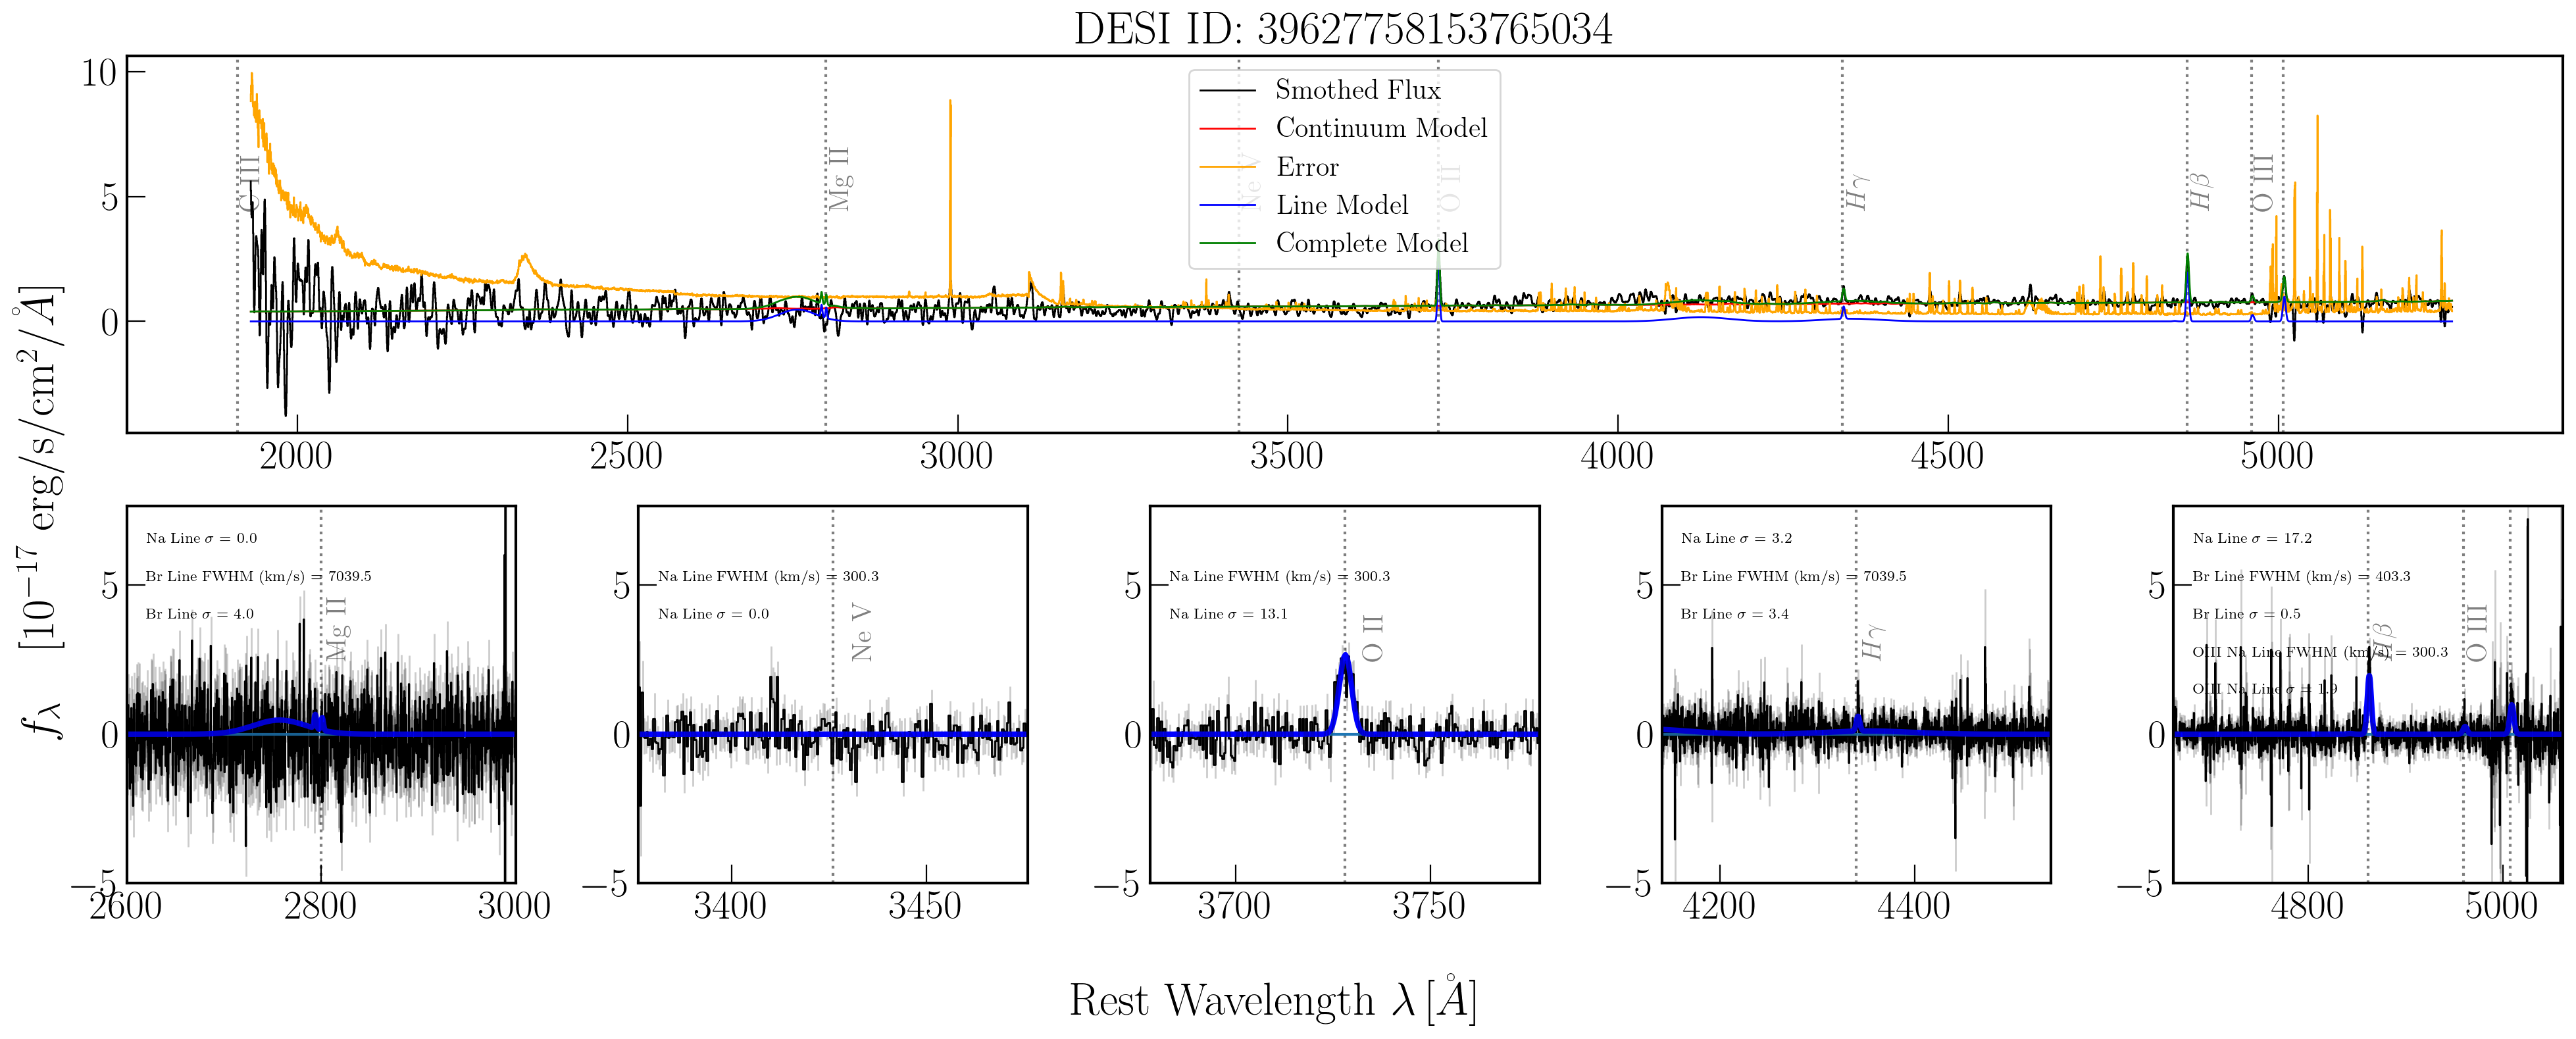 DESI ID: 39627758153765034
Smothed Flux
Continuum Model
Error
Line Model
Complete Model
C III
Mg II
Ne V
O II
Hγ
Hβ
O III
10
5
0
2000 2500 3000 3500 4000 4500 5000
f_λ [10^−17 erg/s/cm^2/Å]
Na Line σ = 0.0
Br Line FWHM (km/s) = 7039.5
Br Line σ = 4.0
Mg II
5
0
−5
2600 2800 3000
Na Line FWHM (km/s) = 300.3
Na Line σ = 0.0
Ne V
5
0
−5
3400 3450
Na Line FWHM (km/s) = 300.3
Na Line σ = 13.1
O II
5
0
−5
3700 3750
Na Line σ = 3.2
Br Line FWHM (km/s) = 7039.5
Br Line σ = 3.4
Hγ
5
0
−5
4200 4400
Na Line σ = 17.2
Br Line FWHM (km/s) = 403.3
Br Line σ = 0.5
OIII Na Line FWHM (km/s) = 300.3
OIII Na Line σ = 1.9
Hβ
O III
5
0
−5
4800 5000
Rest Wavelength λ [Å]